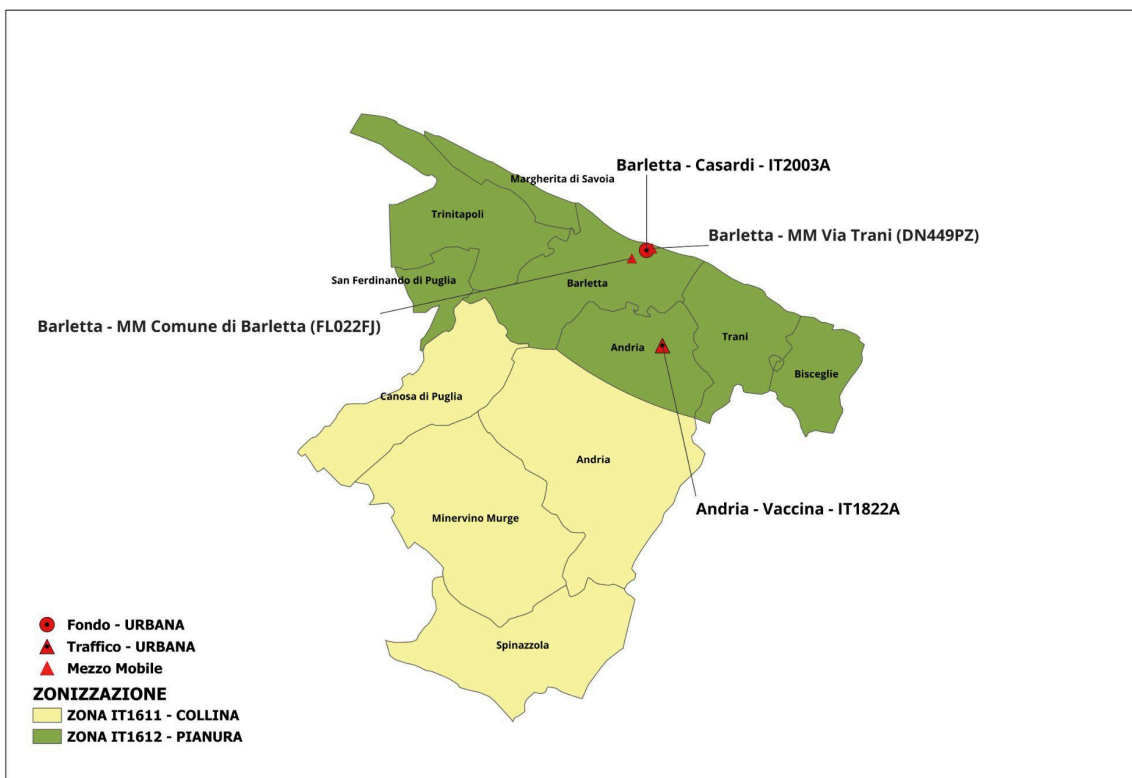 Margherita di Savoia
Barletta - Casardi - IT2003A
Trinitapoli
Barletta - MM Via Trani (DN449PZ)
San Ferdinando di Puglia
Barletta
Barletta - MM Comune di Barletta (FL022FJ)
Andria
Trani
Bisceglie
Canosa di Puglia
Andria
Andria - Vaccina - IT1822A
Minervino Murge
Spinazzola
Fondo - URBANA
Traffico - URBANA
Mezzo Mobile
ZONIZZAZIONE
ZONA IT1611 - COLLINA
ZONA IT1612 - PIANURA